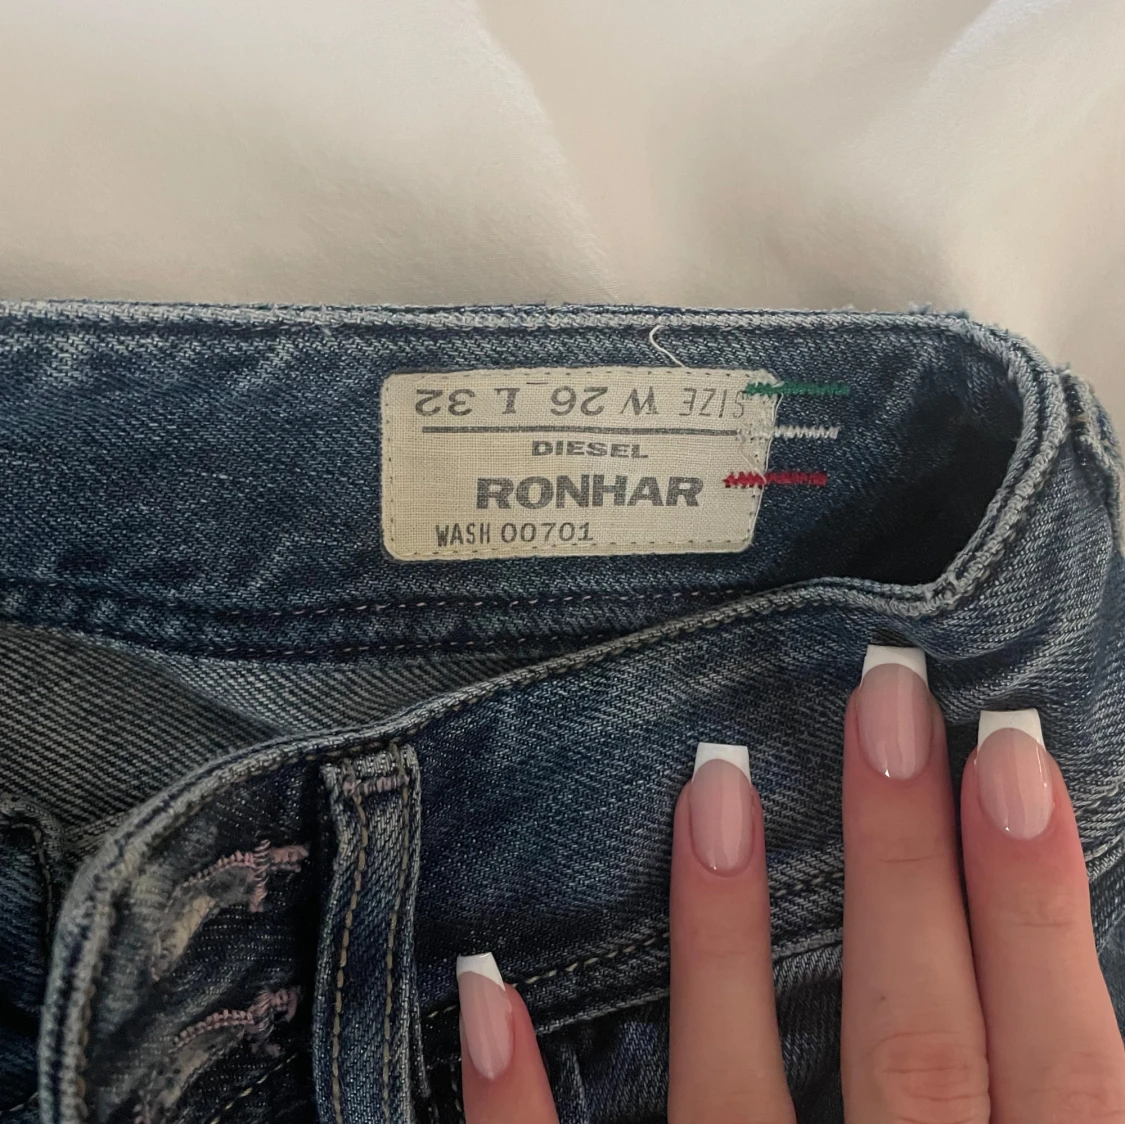 SIZE W 26 L 32
DIESEL
RONHAR
WASH 00701